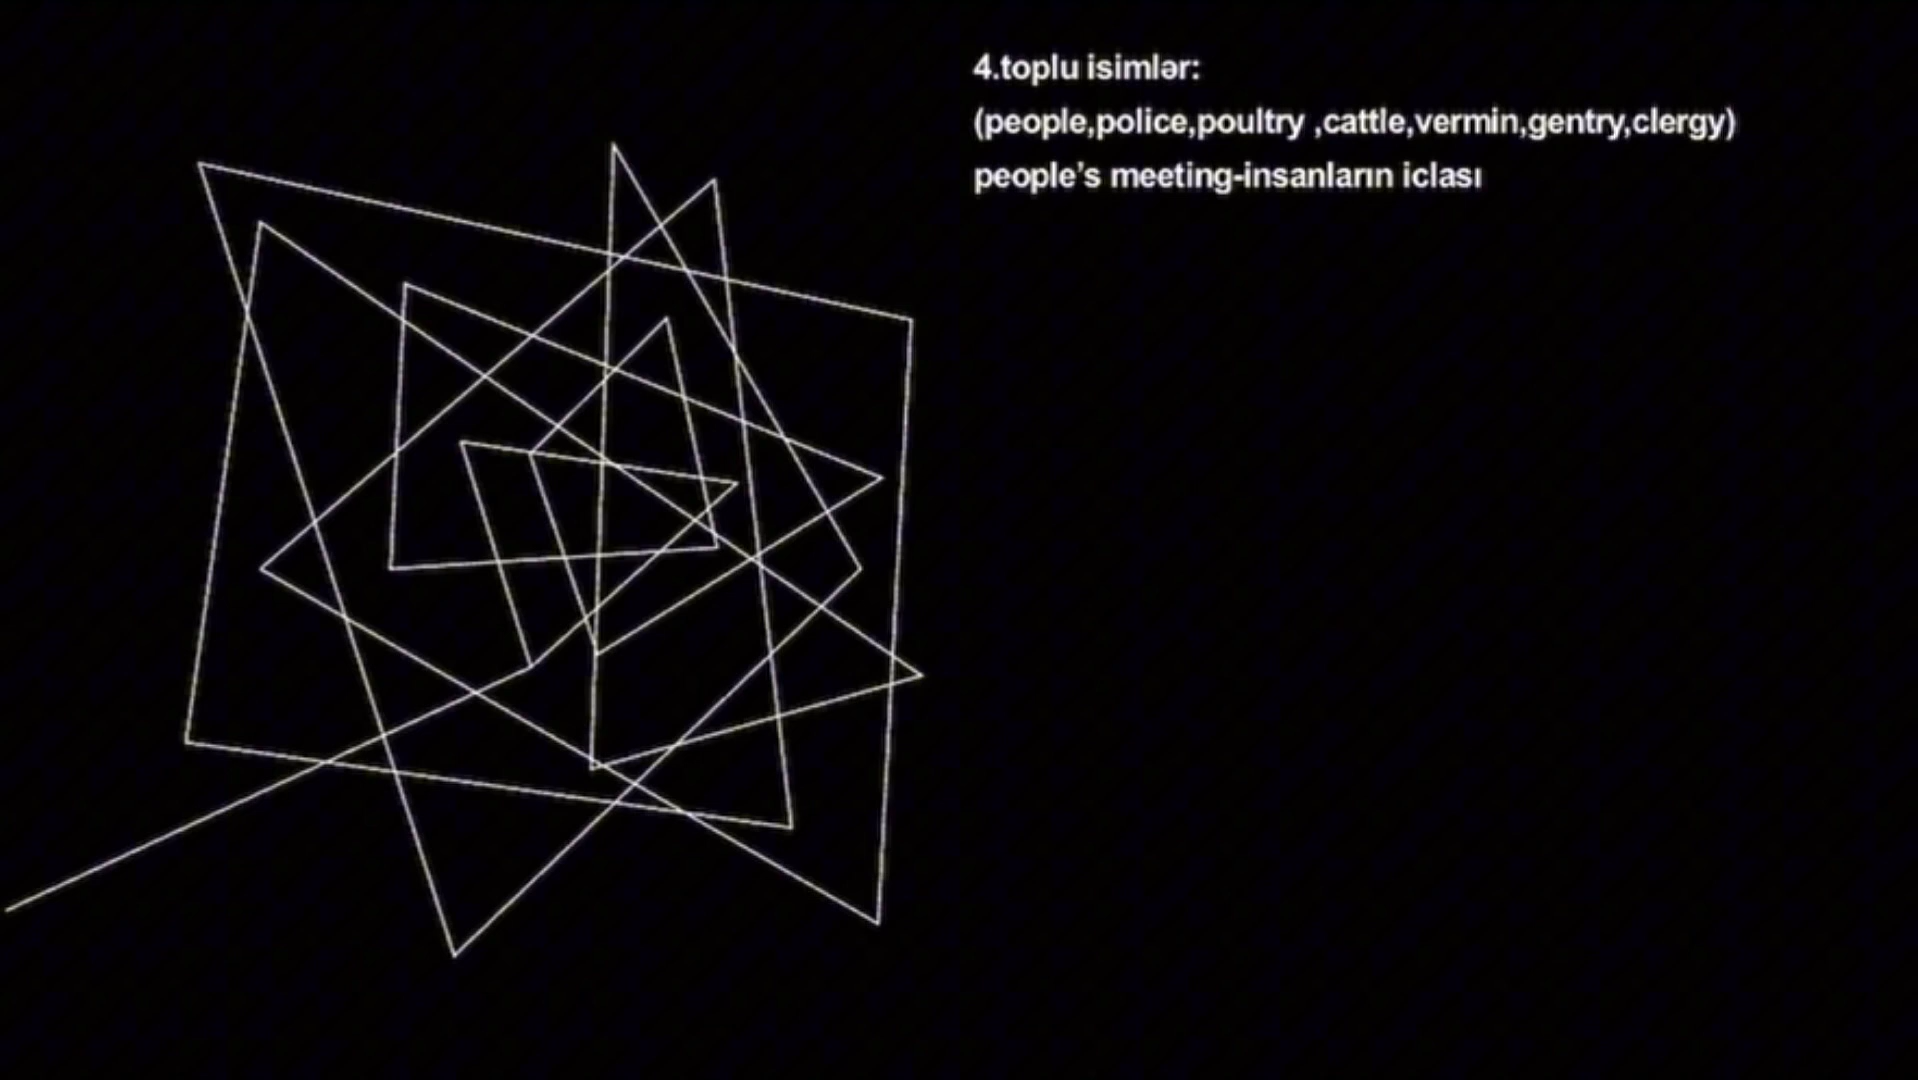 4.toplu isimlər:
(people,police,poultry ,cattle,vermin,gentry,clergy)
people's meeting-insanların iclası